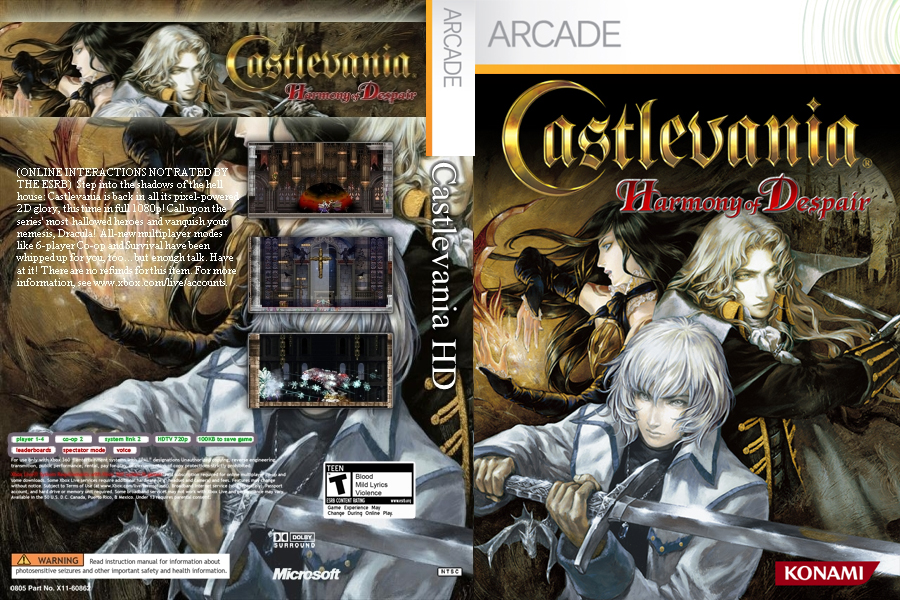 Castlevania
Harmony of Despair
(ONLINE INTERACTIONS NOT RATED BY
THE ESRB) Step into the shadows of the hell
house: Castlevania is back in all its pixel-powered
2D glory, this time in full 1080p! Call upon the
series' most hallowed heroes and vanquish your
nemesis, Dracula! All-new multiplayer modes
like 6-player Co-op and Survival have been
whipped up for you, too... but enough talk. Have
at it! There are no refunds for this item. For more
information, see www.xbox.com/live/accounts.
player 1-4 co-op 2 system link 2 HDTV 720p 100KB to save game
leaderboards spectator mode voice
TEEN
T
Blood
Mild Lyrics
Violence
ESRB CONTENT RATING www.esrb.org
Game Experience May
Change During Online Play.
DOLBY
SURROUND
WARNING Read instruction manual for information about
photosensitive seizures and other important safety and health information.
Microsoft
NTSC
0805 Part No. X11-60862
ARCADE
Castlevania HD
ARCADE
Castlevania®
Harmony of Despair
KONAMI